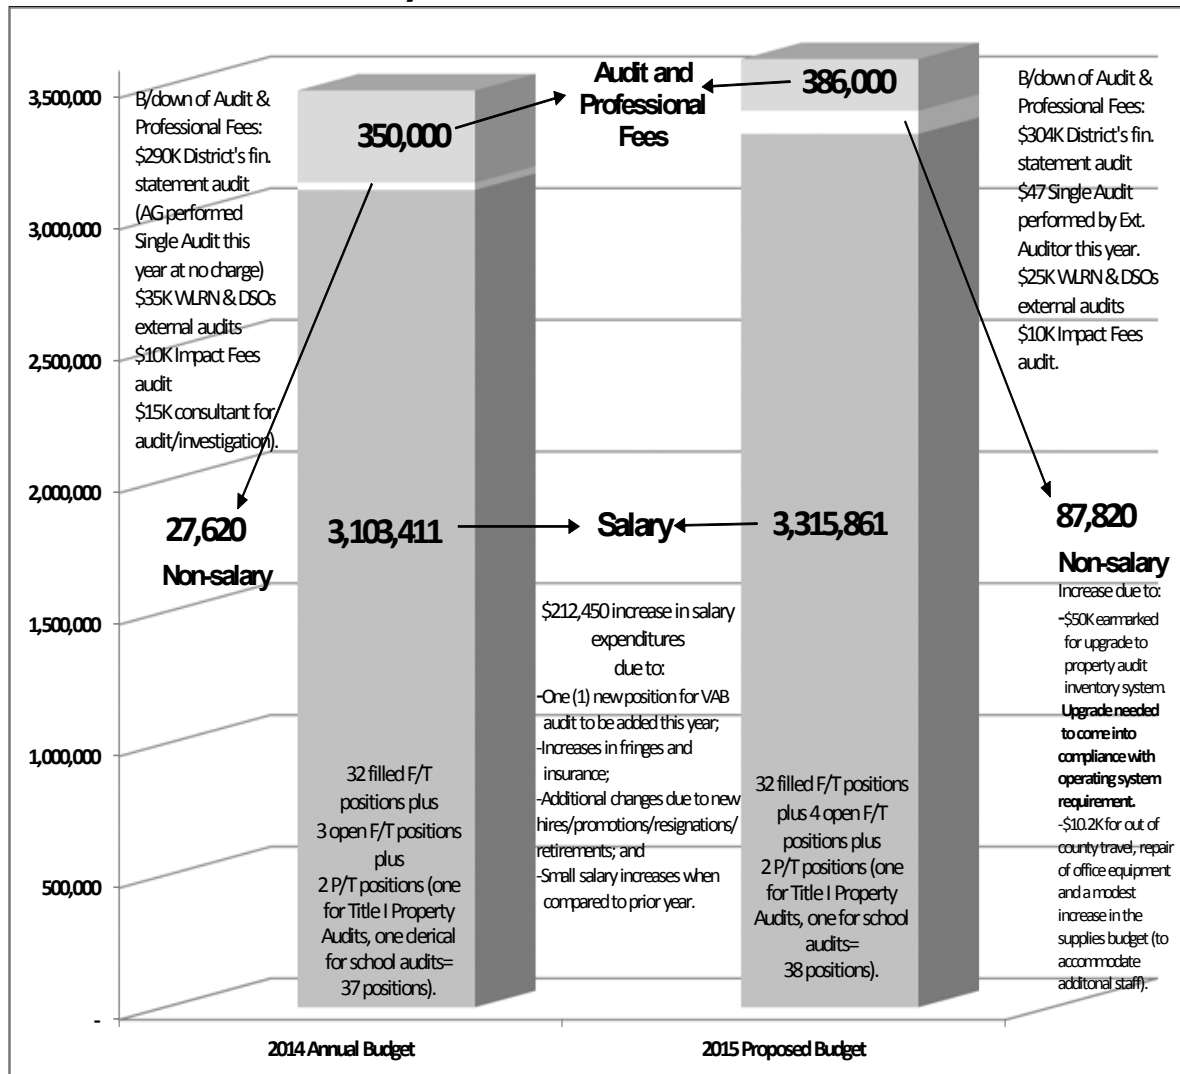 3,500,000
3,000,000
2,500,000
2,000,000
1,500,000
1,000,000
500,000
-
B/down of Audit &
Professional Fees:
$290K District's fin.
statement audit
(AG performed
Single Audit this
year at no charge)
$35K WLRN & DSOs
external audits
$10K Impact Fees
audit
$15K consultant for
audit/investigation).
27,620
Non-salary
350,000
3,103,411
32 filled F/T
positions plus
3 open F/T positions
plus
2 P/T positions (one
for Title I Property
Audits, one clerical
for school audits=
37 positions).
Audit and
Professional
Fees
Salary
$212,450 increase in salary
expenditures
due to:
-One (1) new position for VAB
audit to be added this year;
-Increases in fringes and
insurance;
-Additional changes due to new
hires/promotions/resignations/
retirements; and
-Small salary increases when
compared to prior year.
386,000
3,315,861
32 filled F/T positions
plus 4 open F/T
positions plus
2 P/T positions (one
for Title I Property
Audits, one for school
audits=
38 positions).
B/down of Audit &
Professional Fees:
$304K District's fin.
statement audit
$47 Single Audit
performed by Ext.
Auditor this year.
$25K WLRN & DSOs
external audits
$10K Impact Fees
audit.
87,820
Non-salary
Increase due to:
-$50K earmarked
for upgrade to
property audit
inventory system.
Upgrade needed
to come into
compliance with
operating system
requirement.
-$10.2K for out of
county travel, repair
of office equipment
and a modest
increase in the
supplies budget (to
accommodate
additonal staff).
2014 Annual Budget
2015 Proposed Budget